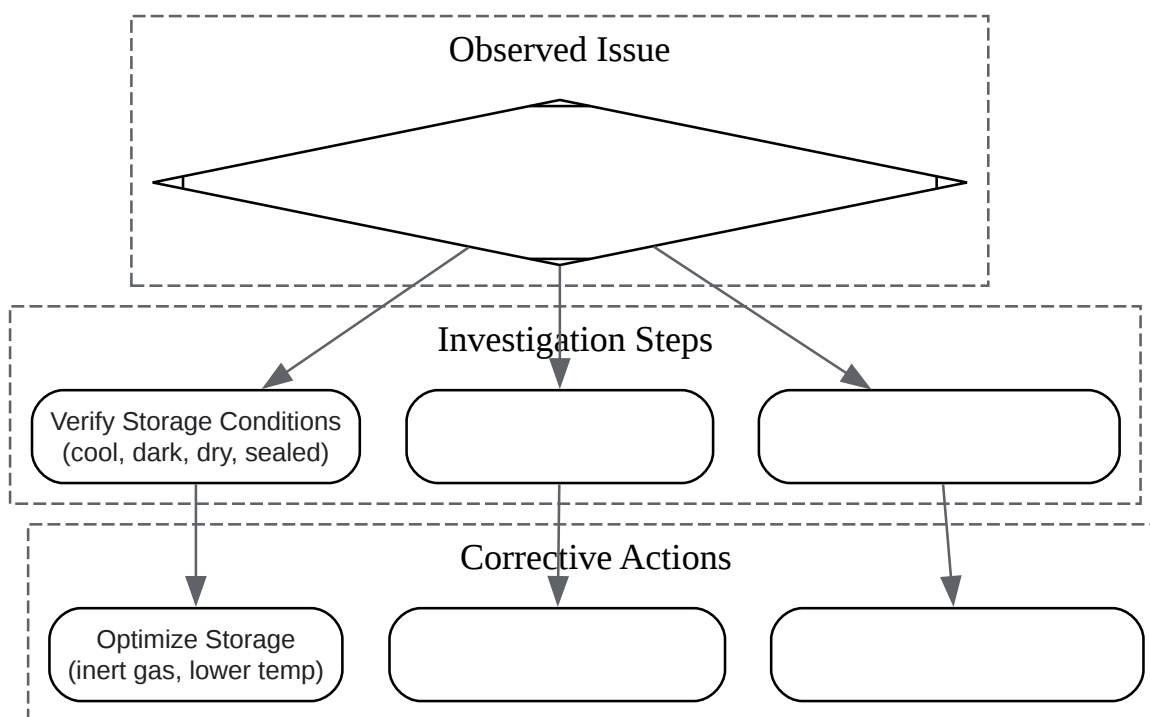 Observed Issue
Investigation Steps
Verify Storage Conditions
(cool, dark, dry, sealed)
Corrective Actions
Optimize Storage
(inert gas, lower temp)